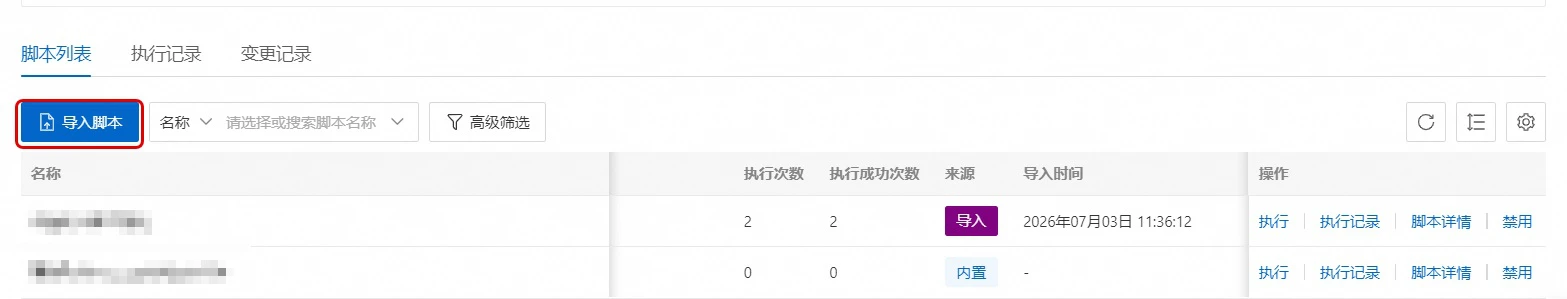 脚本列表 执行记录 变更记录
导入脚本 名称 请选择或搜索脚本名称 高级筛选
名称 执行次数 执行成功次数 来源 导入时间 操作
2 2 导入 2026年07月03日 11:36:12 执行 执行记录 脚本详情 禁用
0 0 内置 - 执行 执行记录 脚本详情 禁用